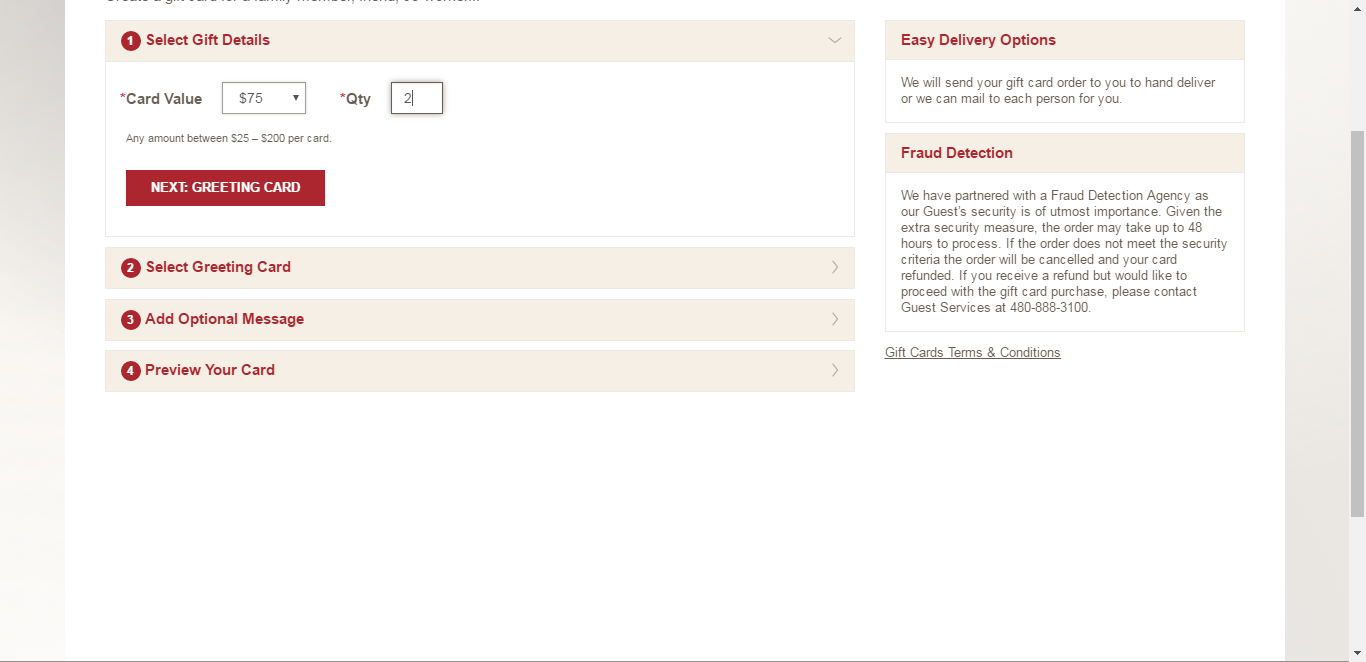 1 Select Gift Details
*Card Value $75 *Qty 2
Any amount between $25 – $200 per card.
NEXT: GREETING CARD
2 Select Greeting Card
3 Add Optional Message
4 Preview Your Card
Easy Delivery Options
We will send your gift card order to you to hand deliver
or we can mail to each person for you.
Fraud Detection
We have partnered with a Fraud Detection Agency as
our Guest's security is of utmost importance. Given the
extra security measure, the order may take up to 48
hours to process. If the order does not meet the security
criteria the order will be cancelled and your card
refunded. If you receive a refund but would like to
proceed with the gift card purchase, please contact
Guest Services at 480-888-3100.
Gift Cards Terms & Conditions